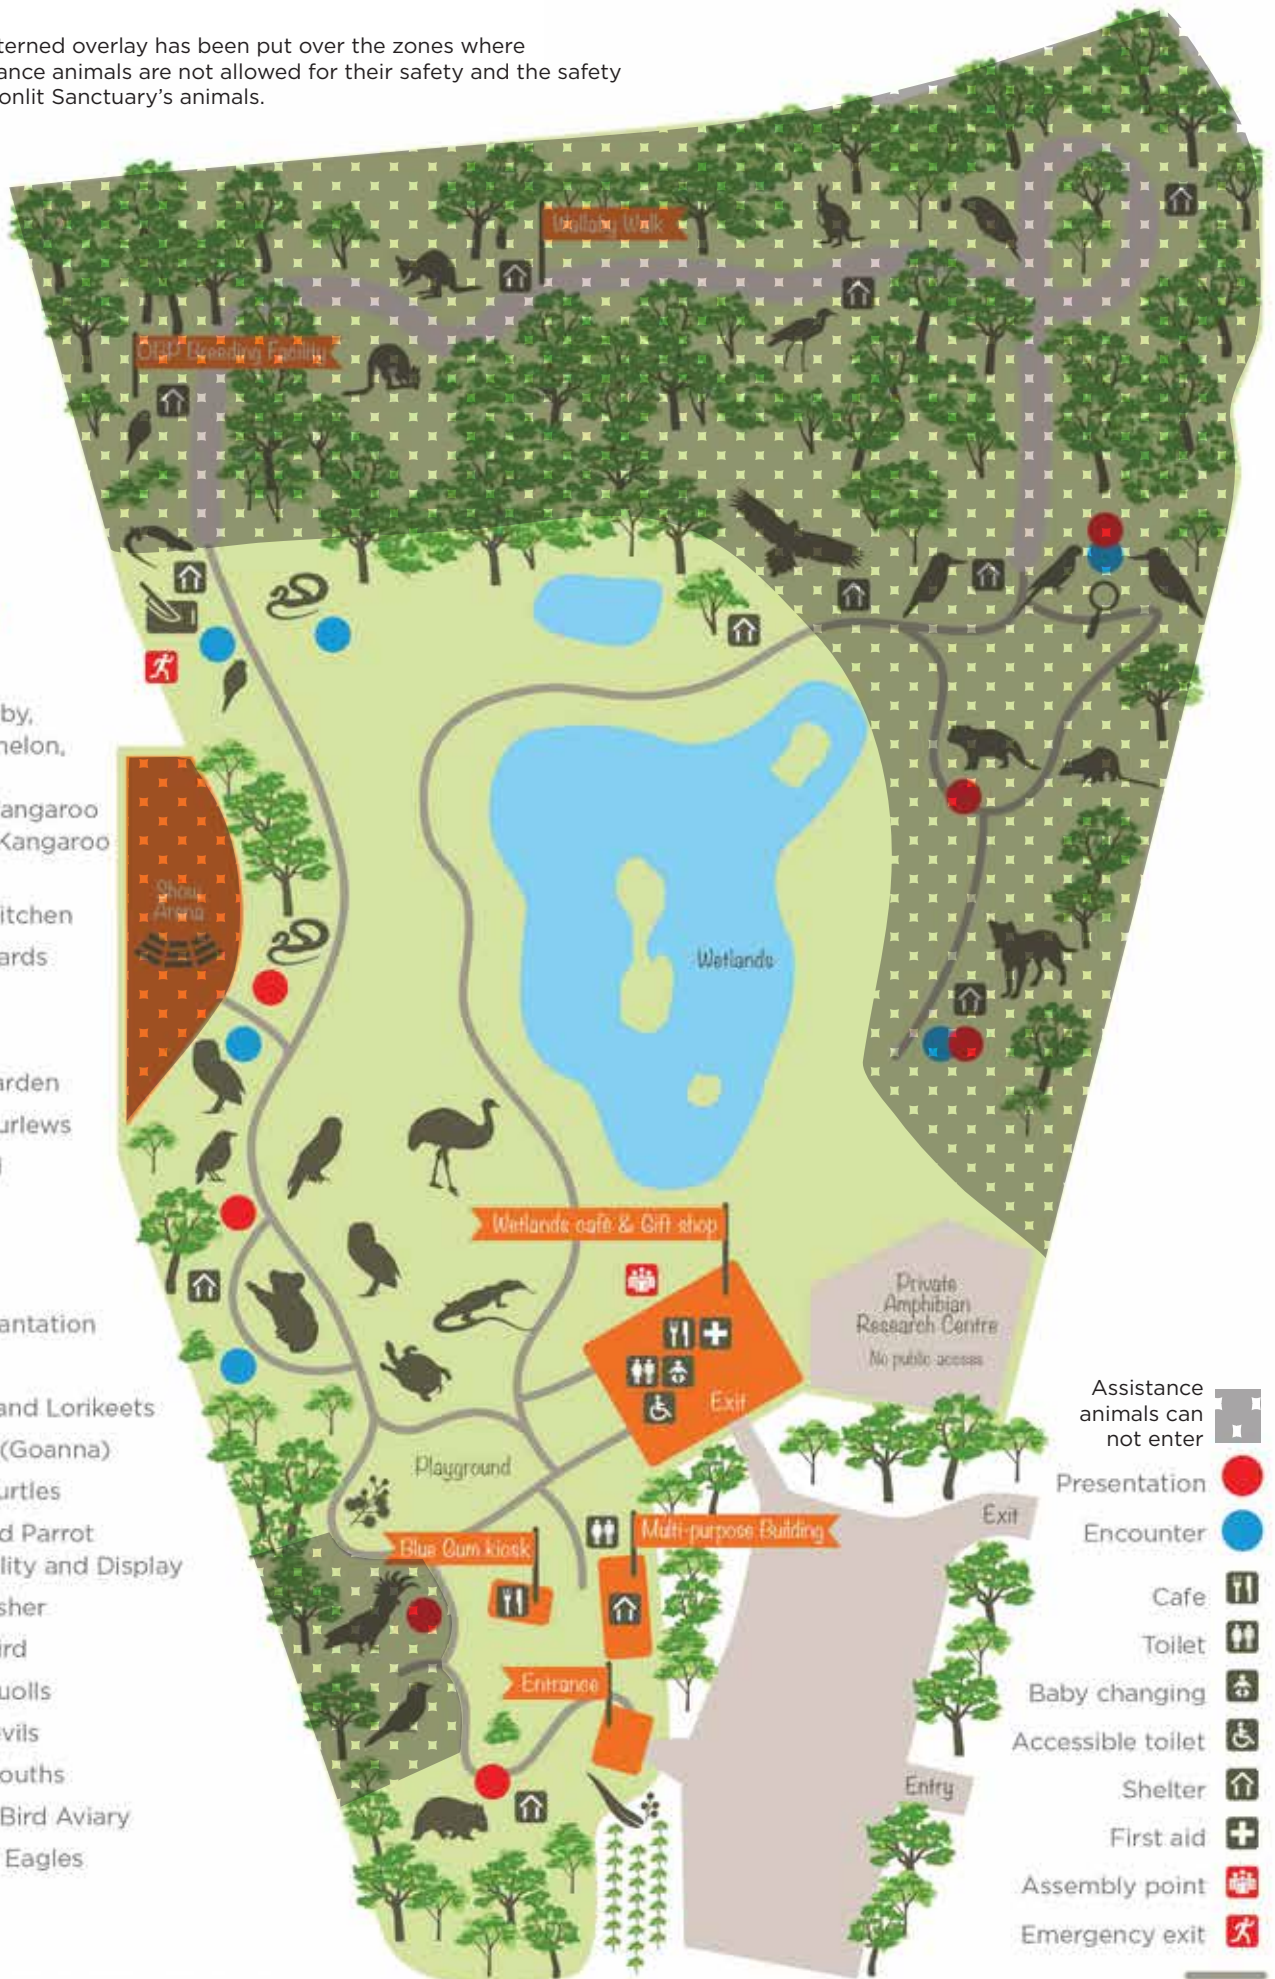 terned overlay has been put over the zones where
ance animals are not allowed for their safety and the safety
onlit Sanctuary's animals.
Wallaby Walk
OBP Breeding Facility
by,
nelon,
angaroo
Kangaroo
itchen
ards
Show
Arena
Wetlands
arden
urlews
Wetlands café & Gift shop
Private
Amphibian
Research Centre
No public access
antation
and Lorikeets
(Goanna)
urtles
d Parrot
lity and Display
sher
ird
uolls
vils
ouths
Bird Aviary
Eagles
Exit
Playground
Blue Gum kiosk
Multi-purpose Building
Entrance
Exit
Entry
Assistance
animals can
not enter
Presentation
Encounter
Cafe
Toilet
Baby changing
Accessible toilet
Shelter
First aid
Assembly point
Emergency exit